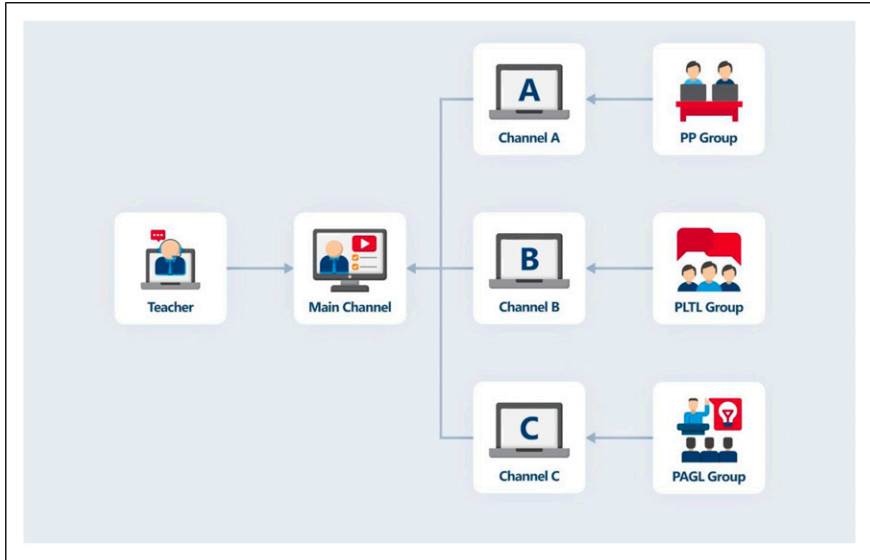 A
Channel A
PP Group
Teacher
Main Channel
B
Channel B
PLTL Group
C
Channel C
PAGL Group